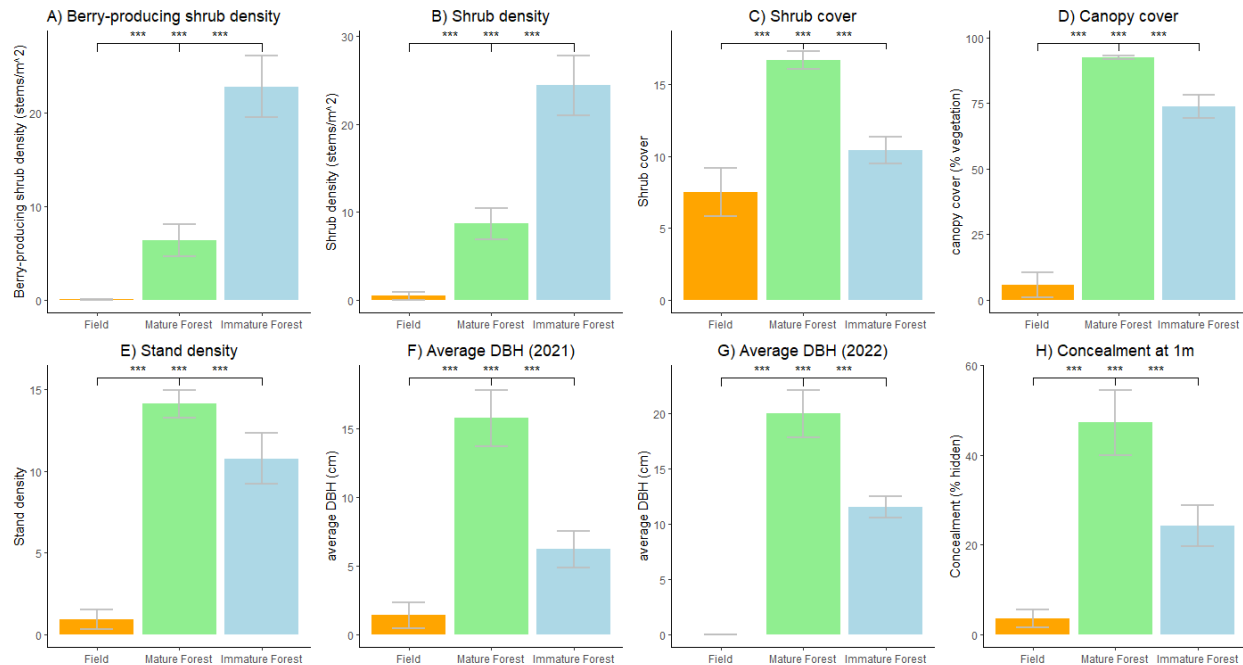 A) Berry-producing shrub density
*** *** ***
Berry-producing shrub density (stems/m^2)
20
10
0
Field Mature Forest Immature Forest
B) Shrub density
*** *** ***
Shrub density (stems/m^2)
30
20
10
0
Field Mature Forest Immature Forest
C) Shrub cover
*** *** ***
Shrub cover
15
10
5
0
Field Mature Forest Immature Forest
D) Canopy cover
*** *** ***
canopy cover (% vegetation)
100
75
50
25
0
Field Mature Forest Immature Forest
E) Stand density
*** *** ***
Stand density
15
10
5
0
Field Mature Forest Immature Forest
F) Average DBH (2021)
*** *** ***
average DBH (cm)
15
10
5
0
Field Mature Forest Immature Forest
G) Average DBH (2022)
*** *** ***
average DBH (cm)
20
15
10
5
0
Field Mature Forest Immature Forest
H) Concealment at 1m
*** *** ***
Concealment (% hidden)
60
40
20
0
Field Mature Forest Immature Forest